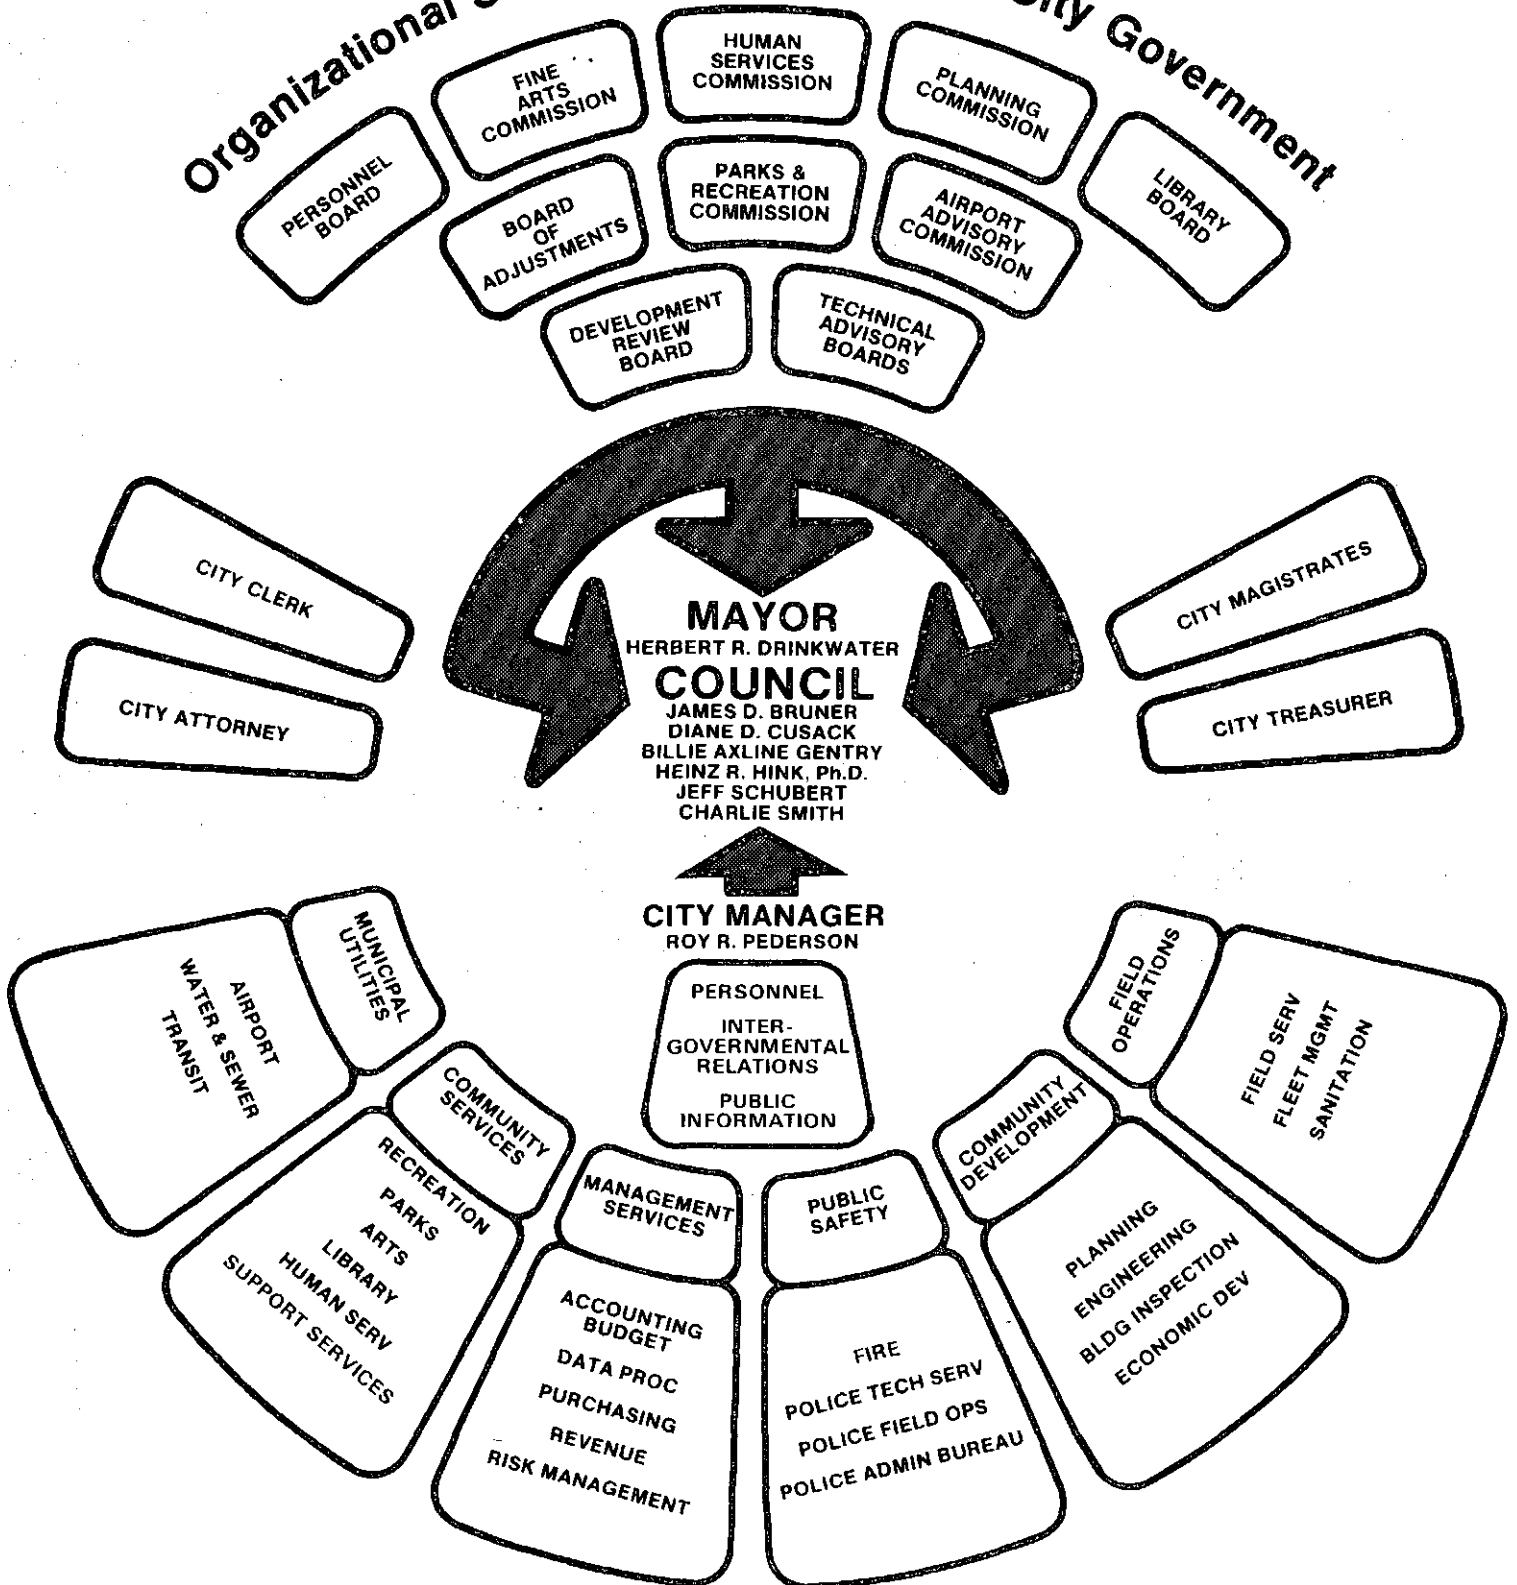 Organizational
City Government
PERSONNEL
BOARD
FINE
ARTS
COMMISSION
HUMAN
SERVICES
COMMISSION
PLANNING
COMMISSION
LIBRARY
BOARD
BOARD
OF
ADJUSTMENTS
PARKS &
RECREATION
COMMISSION
AIRPORT
ADVISORY
COMMISSION
DEVELOPMENT
REVIEW
BOARD
TECHNICAL
ADVISORY
BOARDS
CITY CLERK
CITY ATTORNEY
CITY MAGISTRATES
CITY TREASURER
MAYOR
HERBERT R. DRINKWATER
COUNCIL
JAMES D. BRUNER
DIANE D. CUSACK
BILLIE AXLINE GENTRY
HEINZ R. HINK, Ph.D.
JEFF SCHUBERT
CHARLIE SMITH
CITY MANAGER
ROY R. PEDERSON
PERSONNEL
INTER-
GOVERNMENTAL
RELATIONS
PUBLIC
INFORMATION
MUNICIPAL
UTILITIES
AIRPORT
WATER & SEWER
TRANSIT
COMMUNITY
SERVICES
RECREATION
PARKS
ARTS
LIBRARY
HUMAN SERV
SUPPORT SERVICES
MANAGEMENT
SERVICES
ACCOUNTING
BUDGET
DATA PROC
PURCHASING
REVENUE
RISK MANAGEMENT
PUBLIC
SAFETY
FIRE
POLICE TECH SERV
POLICE FIELD OPS
POLICE ADMIN BUREAU
COMMUNITY
DEVELOPMENT
PLANNING
ENGINEERING
BLDG INSPECTION
ECONOMIC DEV
FIELD
OPERATIONS
FIELD SERV
FLEET MGMT
SANITATION